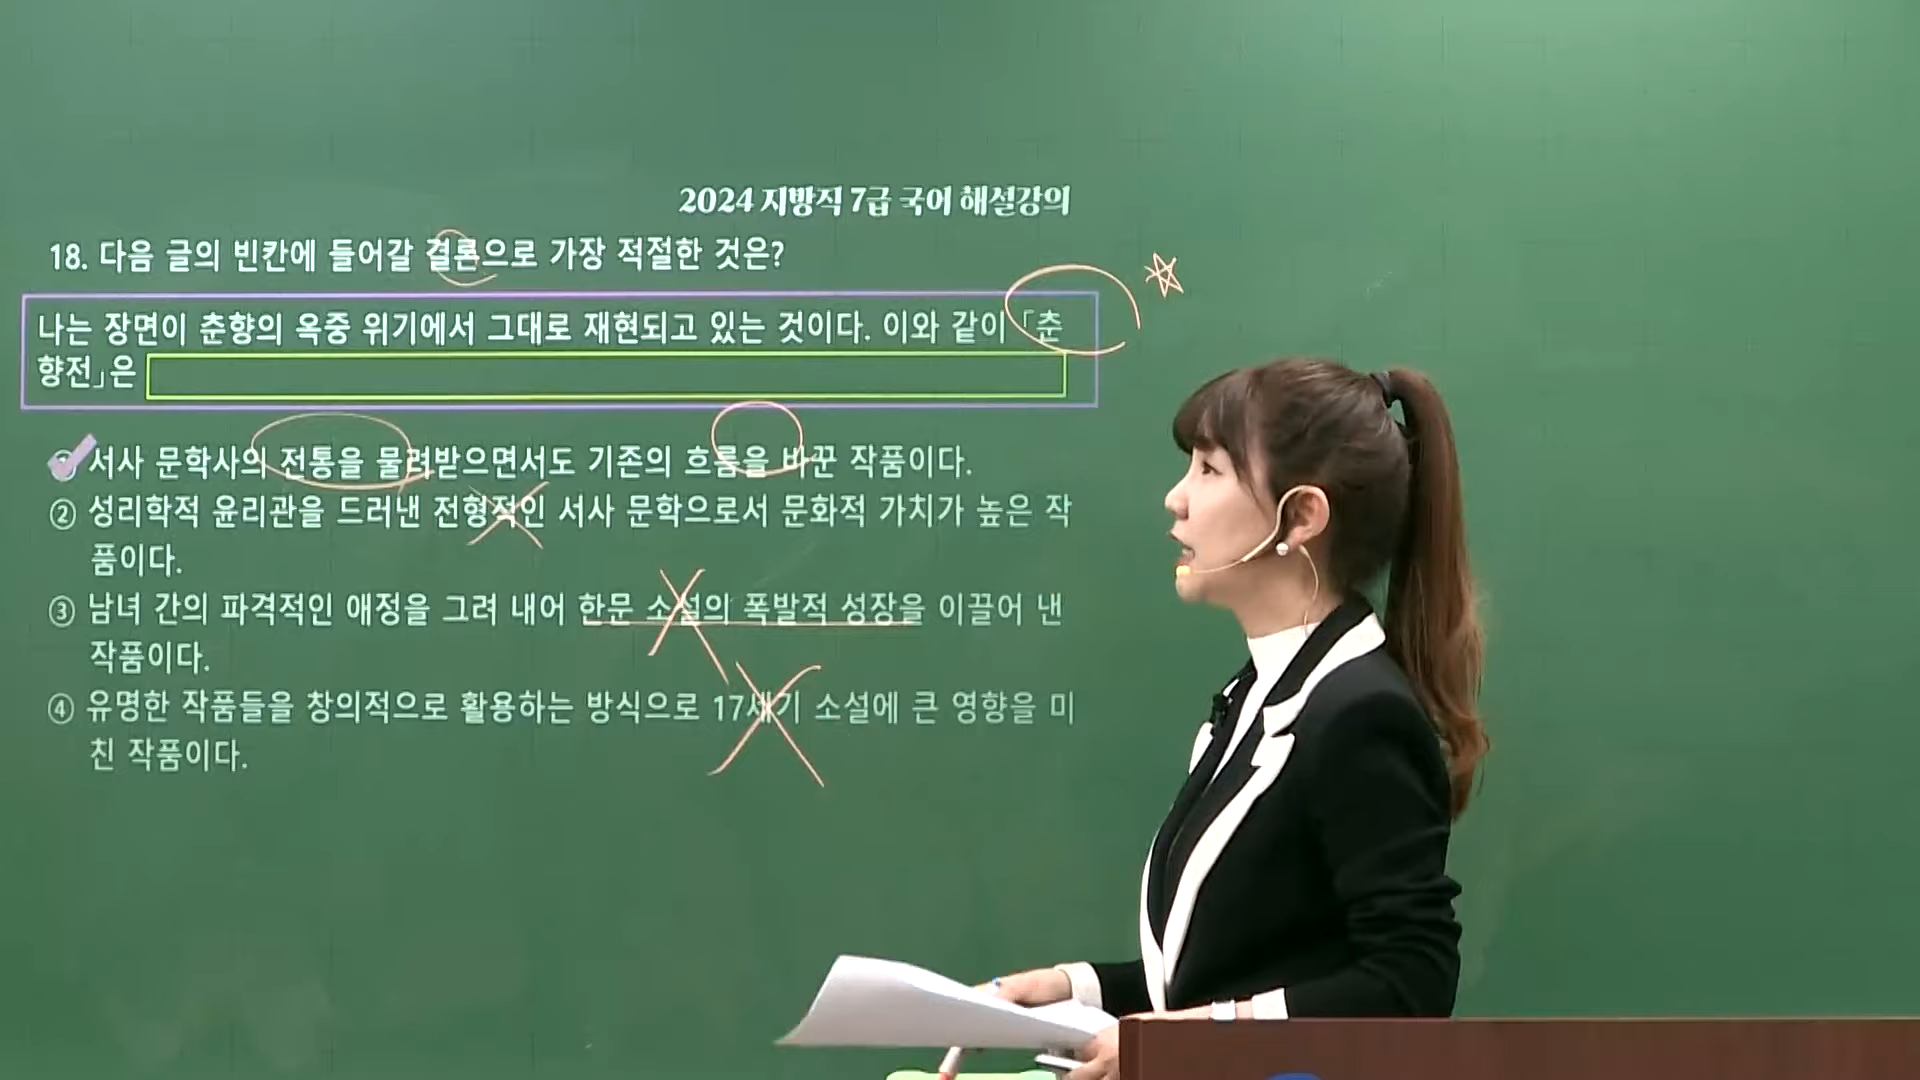 2024 지방직 7급 국어 해설강의
18. 다음 글의 빈칸에 들어갈 결론으로 가장 적절한 것은?
나는 장면이 춘향의 옥중 위기에서 그대로 재현되고 있는 것이다. 이와 같이 「춘
향전」은
① 서사 문학사의 전통을 물려받으면서도 기존의 흐름을 바꾼 작품이다.
② 성리학적 윤리관을 드러낸 전형적인 서사 문학으로서 문화적 가치가 높은 작
품이다.
③ 남녀 간의 파격적인 애정을 그려 내어 한문 소설의 폭발적 성장을 이끌어 낸
작품이다.
④ 유명한 작품들을 창의적으로 활용하는 방식으로 17세기 소설에 큰 영향을 미
친 작품이다.